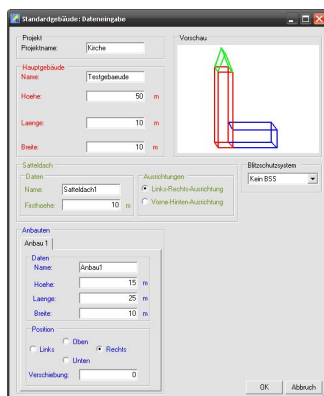 Standardgebäude: Dateneingabe
Projekt
Projektname: Kirche
Hauptgebäude
Name: Testgebaeude
Hoehe: 50 m
Laenge: 10 m
Breite: 10 m
Vorschau
Satteldach
Daten
Name: Satteldach1
Firsthoehe: 10 m
Ausrichtungen
Links-Rechts-Ausrichtung
Vorne-Hinten-Ausrichtung
Blitzschutzsystem
Kein BSS
Anbauten
Anbau 1
Daten
Name: Anbau1
Hoehe: 15 m
Laenge: 25 m
Breite: 10 m
Position
Oben
Links Rechts
Unten
Verschiebung: 0
OK Abbruch